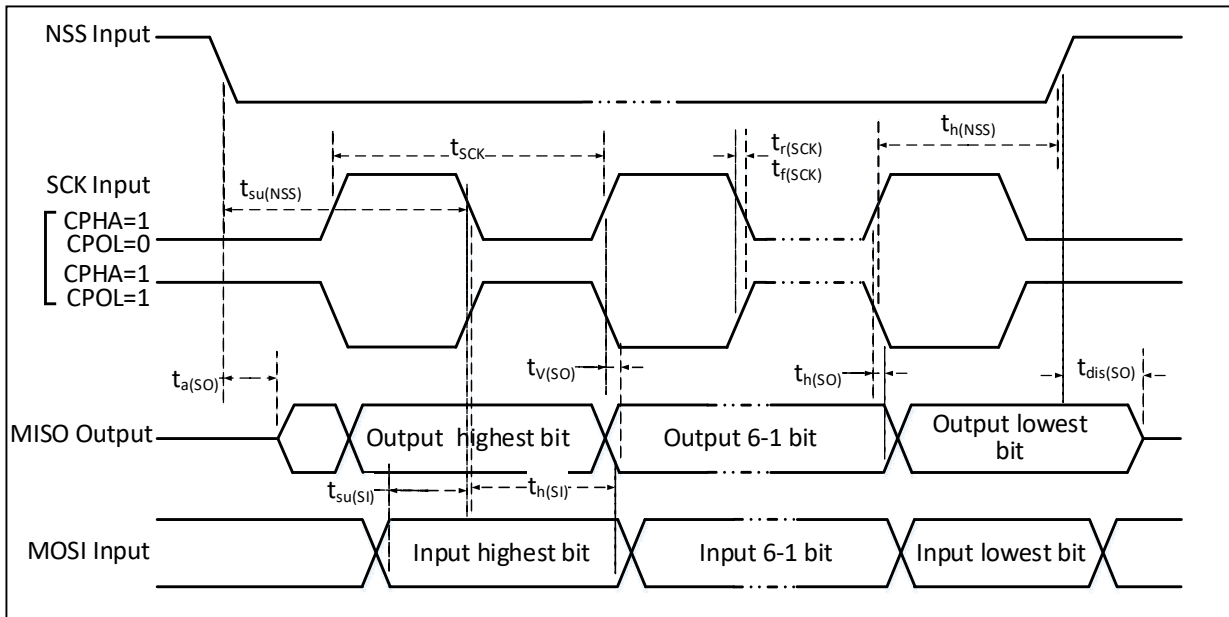 NSS Input
t_h(NSS)
t_SCK
t_r(SCK)
t_f(SCK)
SCK Input
t_su(NSS)
CPHA=1
CPOL=0
CPHA=1
CPOL=1
t_a(SO)
t_V(SO)
t_h(SO)
t_dis(SO)
MISO Output
Output highest bit
Output 6-1 bit
Output lowest
bit
t_su(SI)
t_h(SI)
MOSI Input
Input highest bit
Input 6-1 bit
Input lowest bit